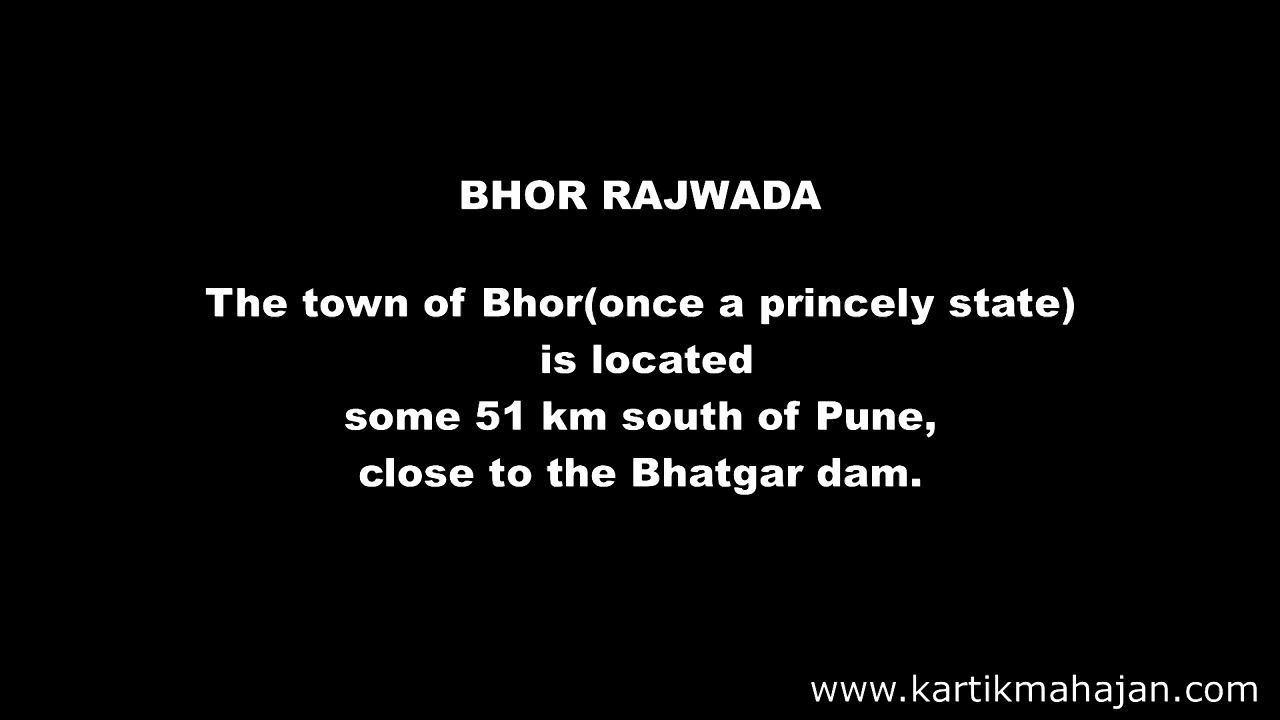 BHOR RAJWADA
The town of Bhor(once a princely state)
is located
some 51 km south of Pune,
close to the Bhatgar dam.
www.kartikmahajan.com